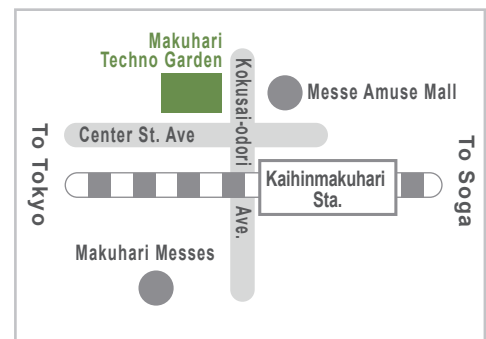 Makuhari
Techno Garden
Kokusai-odori
Ave.
Messe Amuse Mall
Center St. Ave
To Tokyo
Kaihinmakuhari
Sta.
To Soga
Makuhari Messes